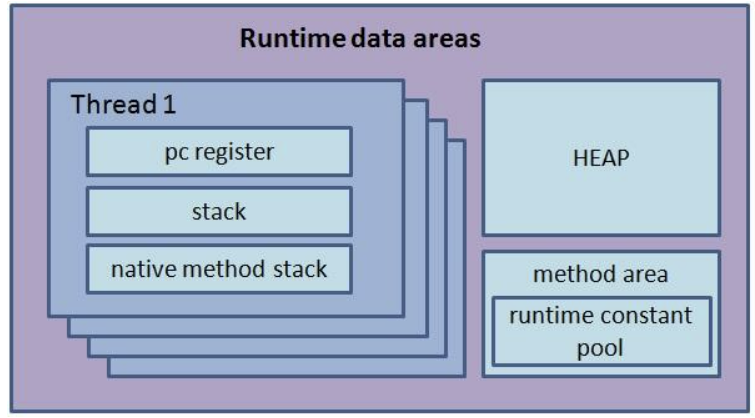 Runtime data areas
Thread 1
pc register
stack
native method stack
HEAP
method area
runtime constant
pool